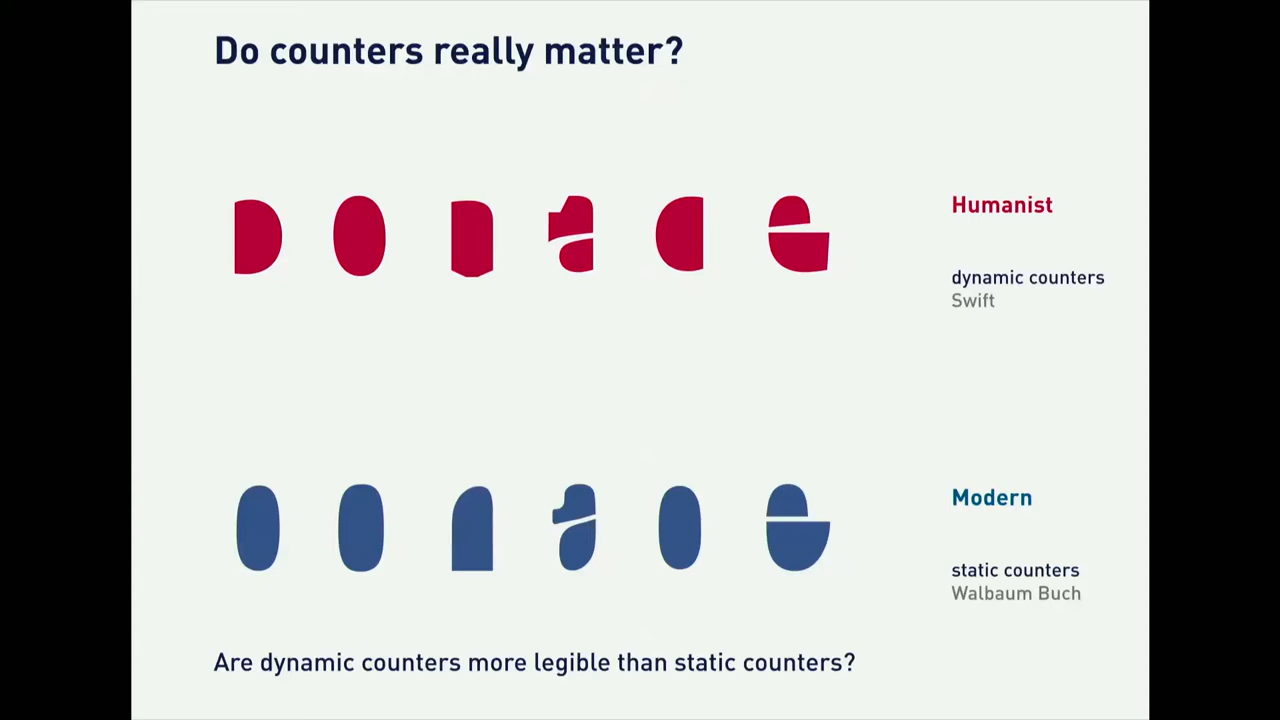 Do counters really matter?
Humanist
dynamic counters
Swift
Modern
static counters
Walbaum Buch
Are dynamic counters more legible than static counters?